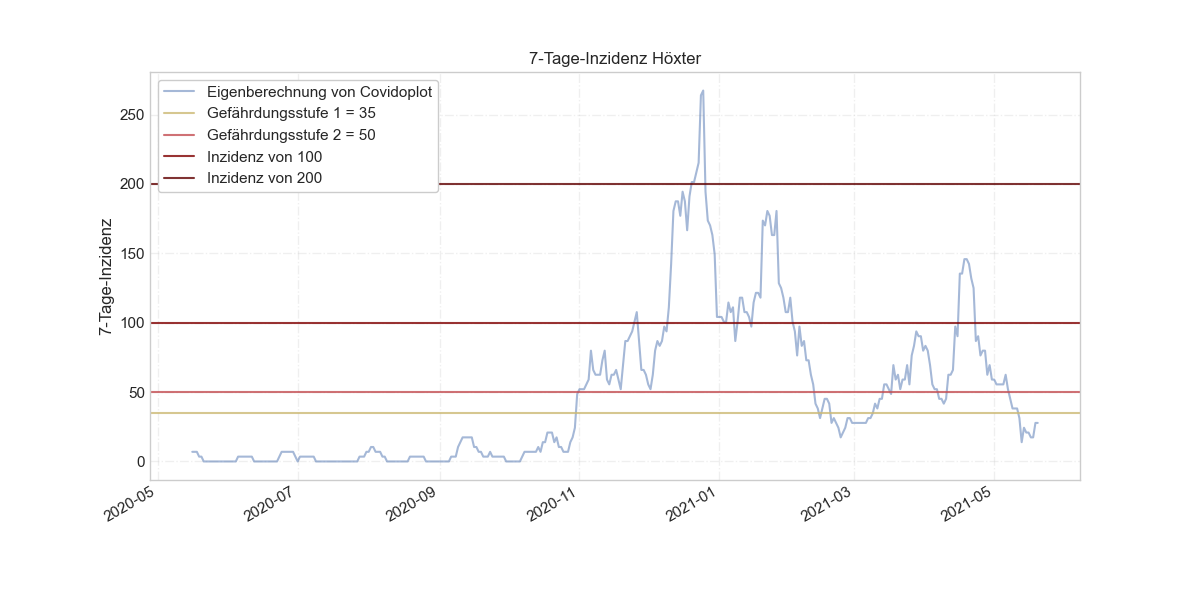 7-Tage-Inzidenz Höxter
Eigenberechnung von Covidoplot
Gefährdungsstufe 1 = 35
Gefährdungsstufe 2 = 50
Inzidenz von 100
Inzidenz von 200
7-Tage-Inzidenz
250
200
150
100
50
0
2020-05
2020-07
2020-09
2020-11
2021-01
2021-03
2021-05